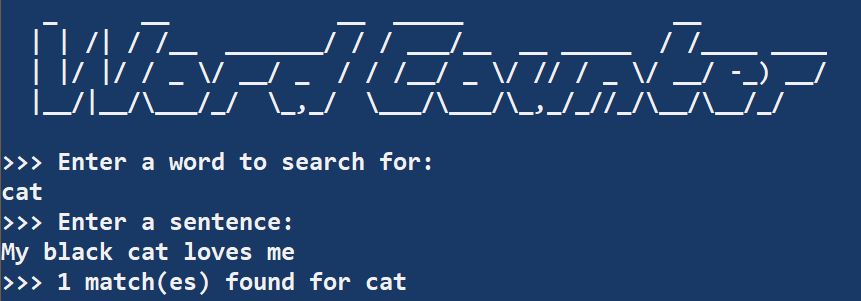 Word Counter
>>> Enter a word to search for:
cat
>>> Enter a sentence:
My black cat loves me
>>> 1 match(es) found for cat